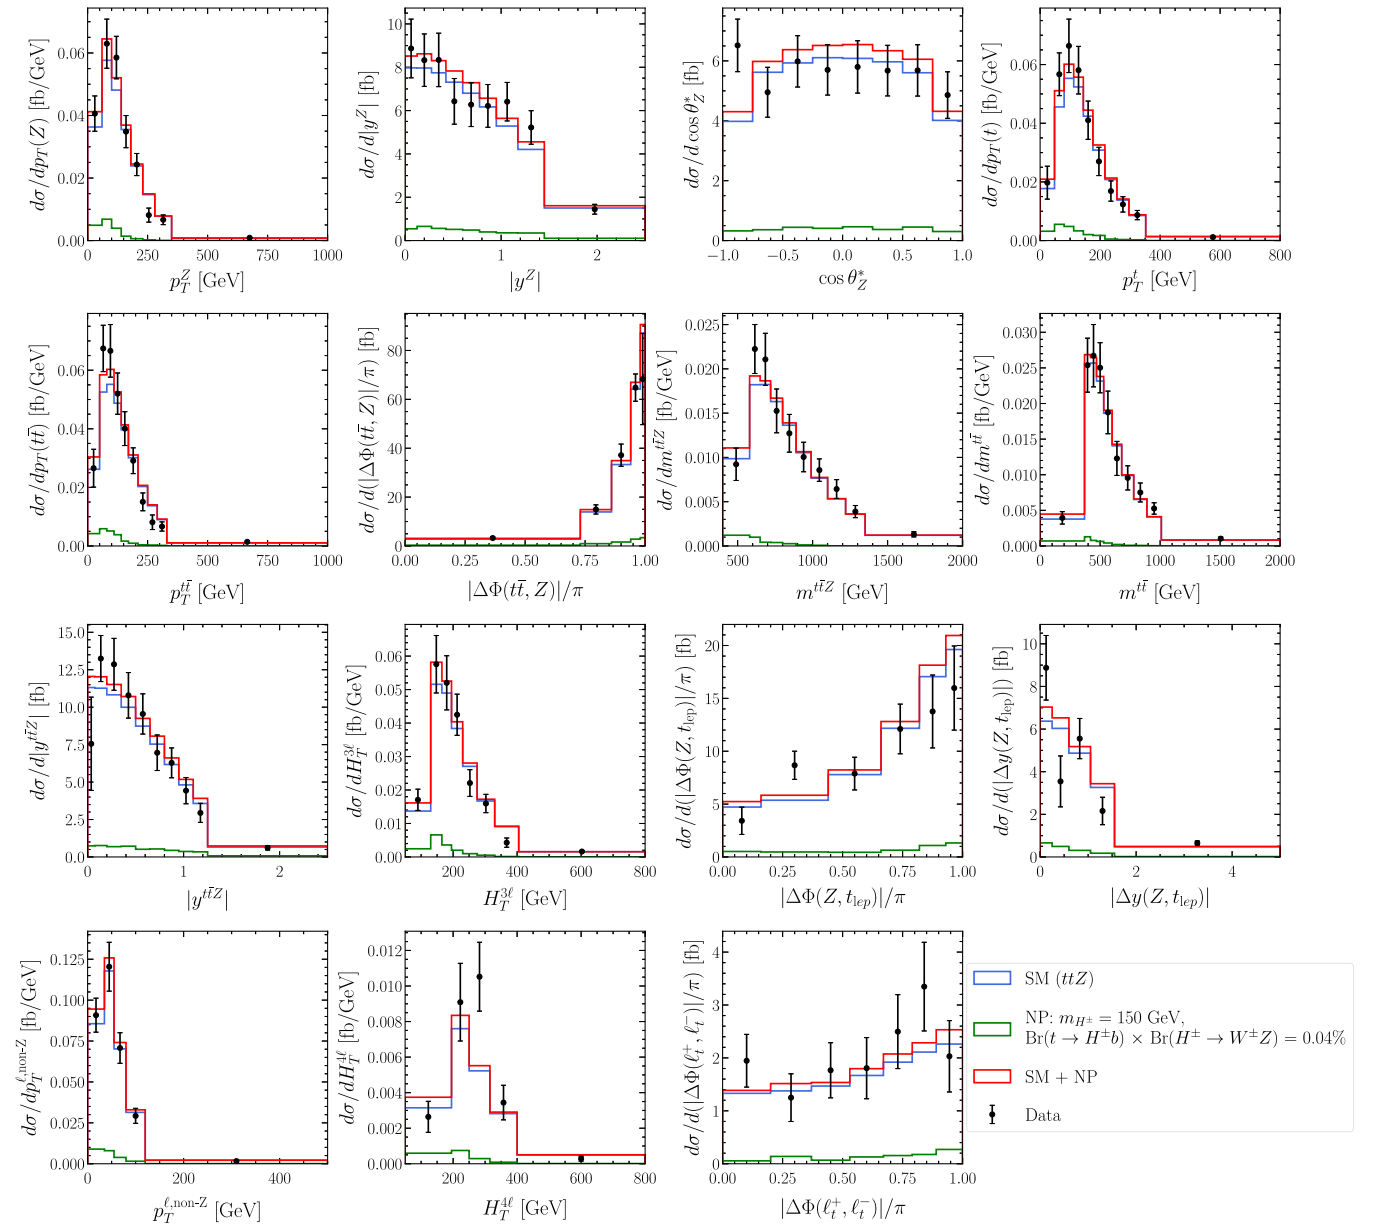 dσ/dp_T(Z) [fb/GeV]
0.06
0.04
0.02
0.00
0 250 500 750 1000
p_T^Z [GeV]
dσ/d|y^Z| [fb]
10
8
6
4
2
0
0 1 2
|y^Z|
dσ/d cos θ_Z^* [fb]
6
4
2
0
−1.0 −0.5 0.0 0.5 1.0
cos θ_Z^*
dσ/dp_T(t) [fb/GeV]
0.06
0.04
0.02
0.00
0 200 400 600 800
p_T^t [GeV]
dσ/dp_T(tt̅) [fb/GeV]
0.06
0.04
0.02
0.00
0 250 500 750 1000
p_T^{tt̅} [GeV]
dσ/d(|ΔΦ(tt̅, Z)|/π) [fb]
80
60
40
20
0
0.00 0.25 0.50 0.75 1.00
|ΔΦ(tt̅, Z)|/π
dσ/dm^{tt̅Z} [fb/GeV]
0.025
0.020
0.015
0.010
0.005
0.000
500 1000 1500 2000
m^{tt̅Z} [GeV]
dσ/dm^{tt̅} [fb/GeV]
0.030
0.025
0.020
0.015
0.010
0.005
0.000
0 500 1000 1500 2000
m^{tt̅} [GeV]
dσ/d|y^{tt̅Z}| [fb]
15.0
12.5
10.0
7.5
5.0
2.5
0.0
0 1 2
|y^{tt̅Z}|
dσ/dH_T^{3ℓ} [fb/GeV]
0.06
0.05
0.04
0.03
0.02
0.01
0.00
200 400 600 800
H_T^{3ℓ} [GeV]
dσ/d(|ΔΦ(Z, t_lep)|/π) [fb]
20
15
10
5
0
0.00 0.25 0.50 0.75 1.00
|ΔΦ(Z, t_lep)|/π
dσ/d(|Δy(Z, t_lep)|) [fb]
10
8
6
4
2
0
0 2 4
|Δy(Z, t_lep)|
dσ/dp_T^{ℓ,non-Z} [fb/GeV]
0.125
0.100
0.075
0.050
0.025
0.000
0 200 400
p_T^{ℓ,non-Z} [GeV]
dσ/dH_T^{4ℓ} [fb/GeV]
0.012
0.010
0.008
0.006
0.004
0.002
0.000
200 400 600 800
H_T^{4ℓ} [GeV]
dσ/d(|ΔΦ(ℓ_t^+, ℓ_t^−)|/π) [fb]
4
3
2
1
0
0.00 0.25 0.50 0.75 1.00
|ΔΦ(ℓ_t^+, ℓ_t^−)|/π
SM (ttZ)
NP: m_{H^±} = 150 GeV,
Br(t → H^±b) × Br(H^± → W^±Z) = 0.04%
SM + NP
Data